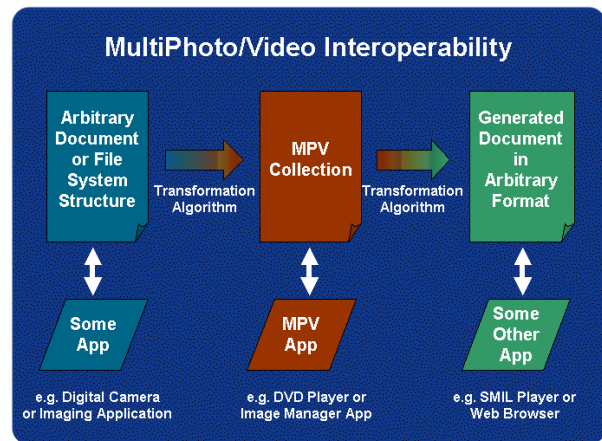 MultiPhoto/Video Interoperability
Arbitrary
Document
or File
System
Structure
Transformation
Algorithm
MPV
Collection
Transformation
Algorithm
Generated
Document
in
Arbitrary
Format
Some
App
MPV
App
Some
Other
App
e.g. Digital Camera
or Imaging Application
e.g. DVD Player or
Image Manager App
e.g. SMIL Player or
Web Browser